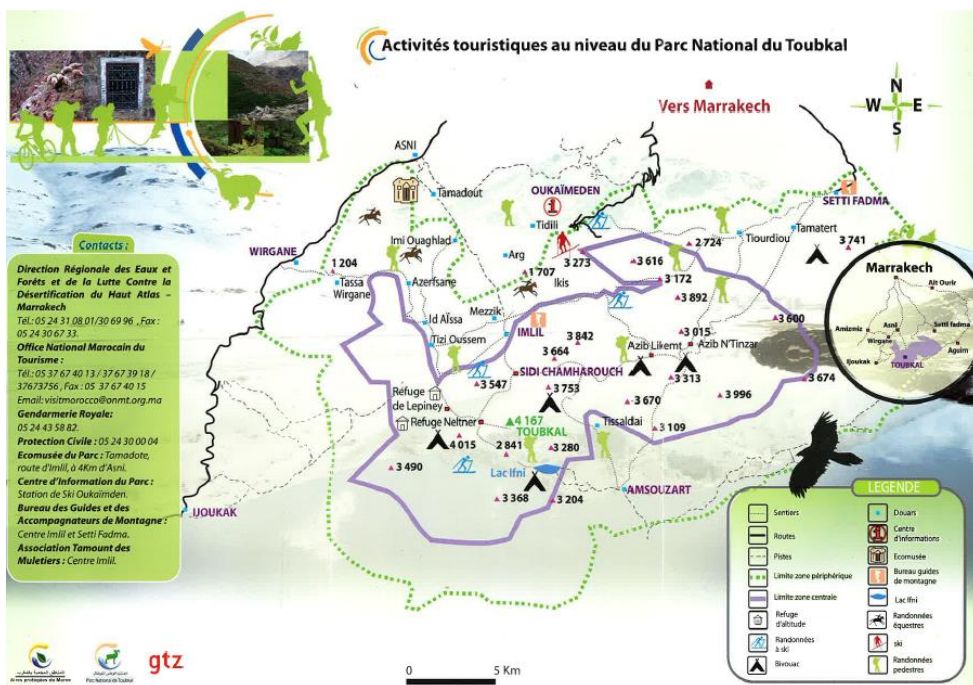 Activités touristiques au niveau du Parc National du Toubkal
Vers Marrakech
N
W E
S
ASNI
Tamadout
OUKAÏMEDEN
Tidili
SETTI FADMA
Tamatert
Tiourdiou
3 741
2 724
Imi Ouaghlad
WIRGANE
1 204
Tassa
Wirgane
Azerfsane
Arg
1 707
Ikis
3 273
3 616
3 172
3 892
Mezzik
Id Aïssa
IMLIL
Tizi Oussem
3 842
3 664
3 015
3 600
Azib Likemt
Azib N'Tinzar
SIDI CHAMHAROUCH
3 547
3 753
3 313
3 674
3 670
3 996
Refuge
de Lepiney
Refuge Neltner
4 167
TOUBKAL
Tissaldai
3 109
4 015
2 841
3 280
3 490
Lac Ifni
3 368
3 204
AMSOUZART
IJOUKAK
Marrakech
Ait Ourir
Amizmiz
Asni
Setti Fadma
Wirgane
Aguim
Ijoukak
TOUBKAL
Contacts :
Direction Régionale des Eaux et
Forêts et de la Lutte Contre la
Désertification du Haut Atlas –
Marrakech
Tél.: 05 24 31 08 01/30 69 96 , Fax :
05 24 30 67 33.
Office National Marocain du
Tourisme :
Tél.: 05 37 67 40 13 / 37 67 39 18 /
37673756 , Fax : 05 37 67 40 15
Email: visitmorocco@onmt.org.ma
Gendarmerie Royale:
05 24 43 58 82.
Protection Civile : 05 24 30 00 04
Ecomusée du Parc : Tamadote,
route d'Imlil, à 4Km d'Asni.
Centre d'Information du Parc :
Station de Ski Oukaïmden.
Bureau des Guides et des
Accompagnateurs de Montagne :
Centre Imlil et Setti Fadma.
Association Tamount des
Muletiers : Centre Imlil.
LEGENDE
Sentiers
Routes
Pistes
Limite zone périphérique
Limite zone centrale
Refuge
d'altitude
Randonnées
à ski
Bivouac
Douars
Centre
d'informations
Ecomusée
Bureau guides
de montagne
Lac Ifni
Randonnées
équestres
ski
Randonnées
pedestres
Aires protégées du Maroc
Parc National du Toubkal
gtz
0 5 Km